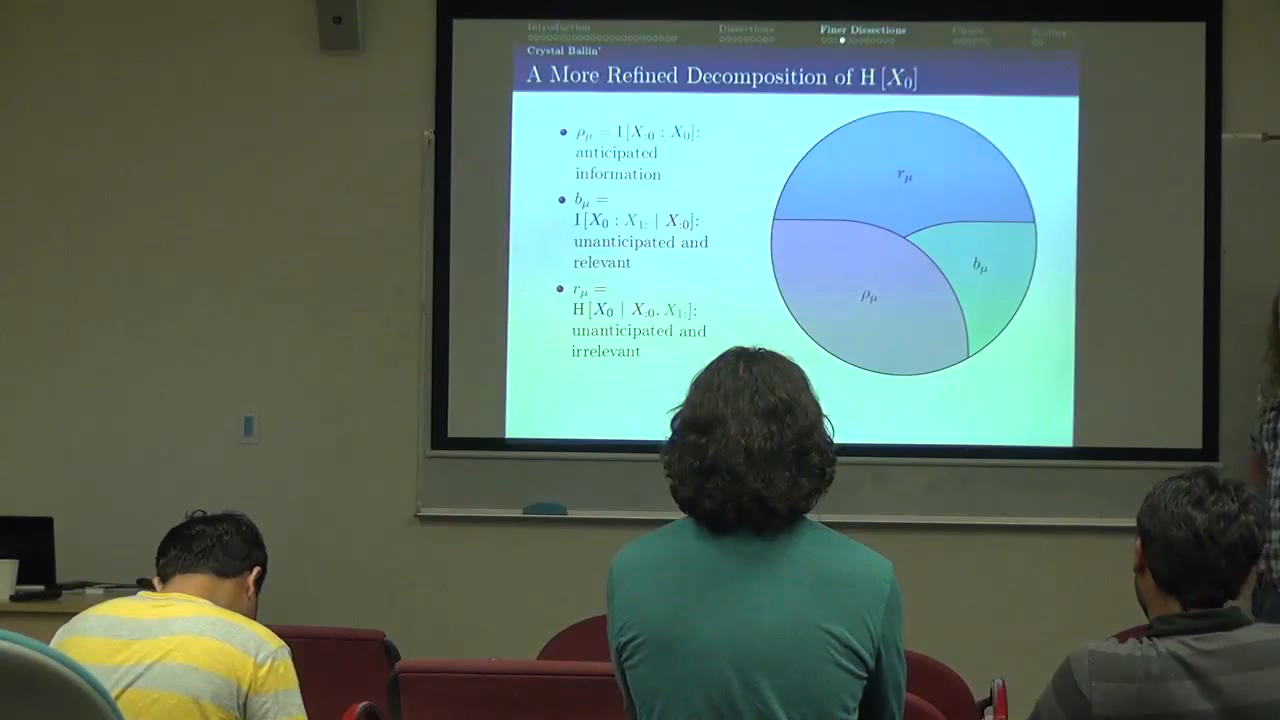 Introduction Dissections Finer Dissections
Crystal Ballin'
A More Refined Decomposition of H [X₀]
• ρμ = I [X:0 : X₀]:
anticipated
information
• bμ =
I [X₀ : X1: | X:0]:
unanticipated and
relevant
• rμ =
H [X₀ | X:0, X1:]:
unanticipated and
irrelevant
rμ
bμ
ρμ